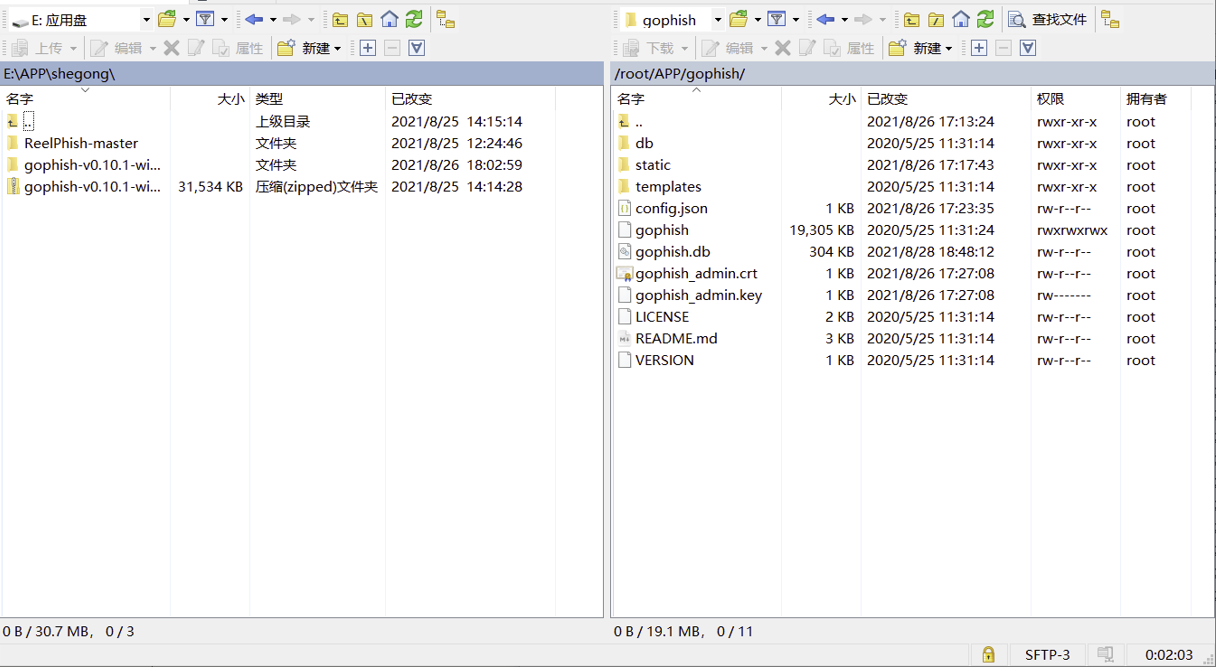 E: 应用盘
上传 编辑 属性 新建
E:\APP\shegong\
名字 大小 类型 已改变
.. 上级目录 2021/8/25 14:15:14
ReelPhish-master 文件夹 2021/8/25 12:24:46
gophish-v0.10.1-wi... 文件夹 2021/8/26 18:02:59
gophish-v0.10.1-wi... 31,534 KB 压缩(zipped)文件夹 2021/8/25 14:14:28
0 B / 30.7 MB， 0 / 3
gophish 查找文件
下载 编辑 属性 新建
/root/APP/gophish/
名字 大小 已改变 权限 拥有者
.. 2021/8/26 17:13:24 rwxr-xr-x root
db 2020/5/25 11:31:14 rwxr-xr-x root
static 2021/8/26 17:17:43 rwxr-xr-x root
templates 2020/5/25 11:31:14 rwxr-xr-x root
config.json 1 KB 2021/8/26 17:23:35 rw-r--r-- root
gophish 19,305 KB 2020/5/25 11:31:24 rwxrwxrwx root
gophish.db 304 KB 2021/8/28 18:48:12 rw-r--r-- root
gophish_admin.crt 1 KB 2021/8/26 17:27:08 rw-r--r-- root
gophish_admin.key 1 KB 2021/8/26 17:27:08 rw------- root
LICENSE 2 KB 2020/5/25 11:31:14 rw-r--r-- root
README.md 3 KB 2020/5/25 11:31:14 rw-r--r-- root
VERSION 1 KB 2020/5/25 11:31:14 rw-r--r-- root
0 B / 19.1 MB， 0 / 11
SFTP-3 0:02:03